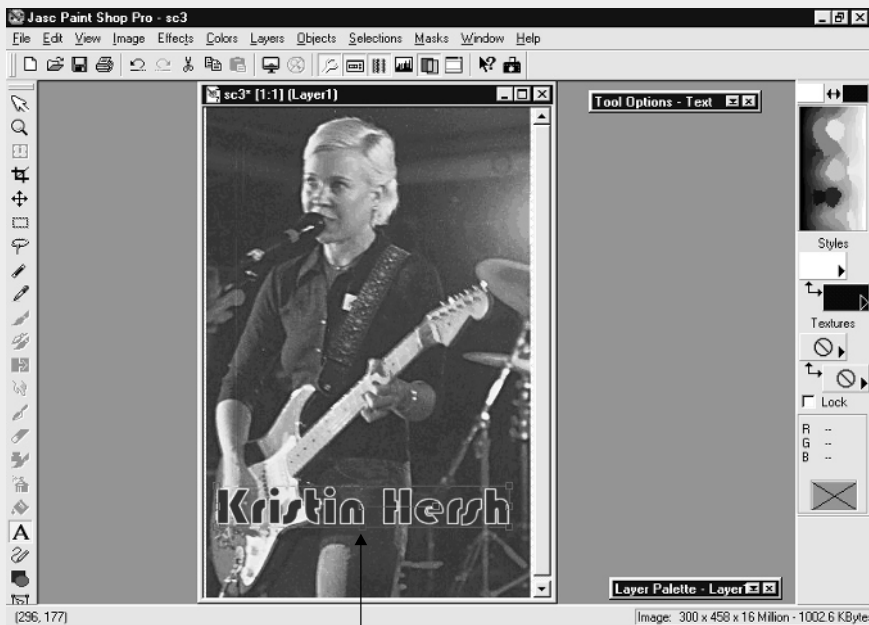 Jasc Paint Shop Pro - sc3
File Edit View Image Effects Colors Layers Objects Selections Masks Window Help
sc3* [1:1] (Layer1)
Tool Options - Text
Styles
Textures
Lock
R --
G --
B --
Kristin Hersh
A
Layer Palette - Layer1
(296, 177)
Image: 300 x 458 x 16 Million - 1002.6 KBytes